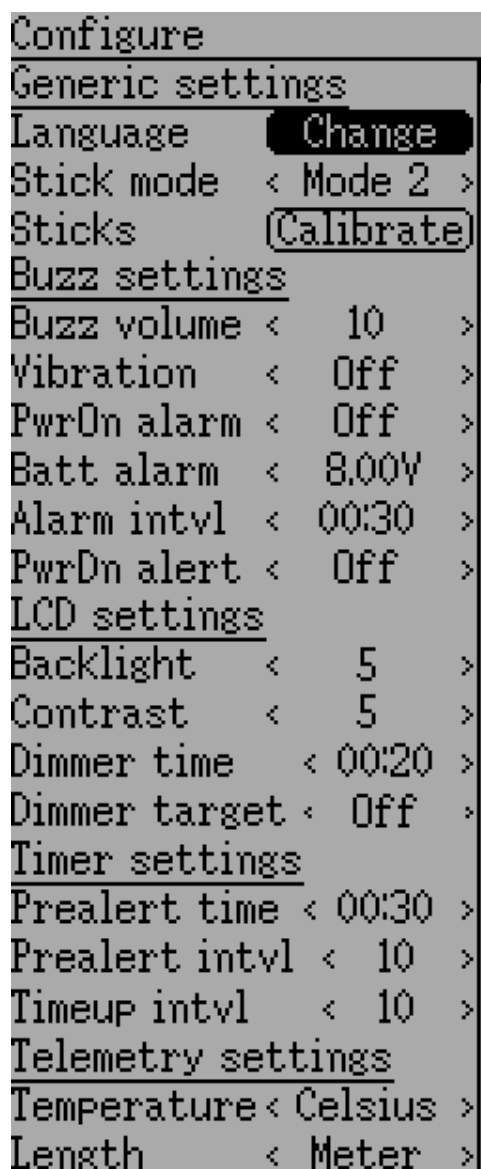 Configure
Generic settings
Language Change
Stick mode < Mode 2 >
Sticks Calibrate
Buzz settings
Buzz volume < 10 >
Vibration < Off >
PwrOn alarm < Off >
Batt alarm < 8.00V >
Alarm intvl < 00:30 >
PwrDn alert < Off >
LCD settings
Backlight < 5 >
Contrast < 5 >
Dimmer time < 00:20 >
Dimmer target < Off >
Timer settings
Prealert time < 00:30 >
Prealert intvl < 10 >
Timeup intvl < 10 >
Telemetry settings
Temperature < Celsius >
Length < Meter >